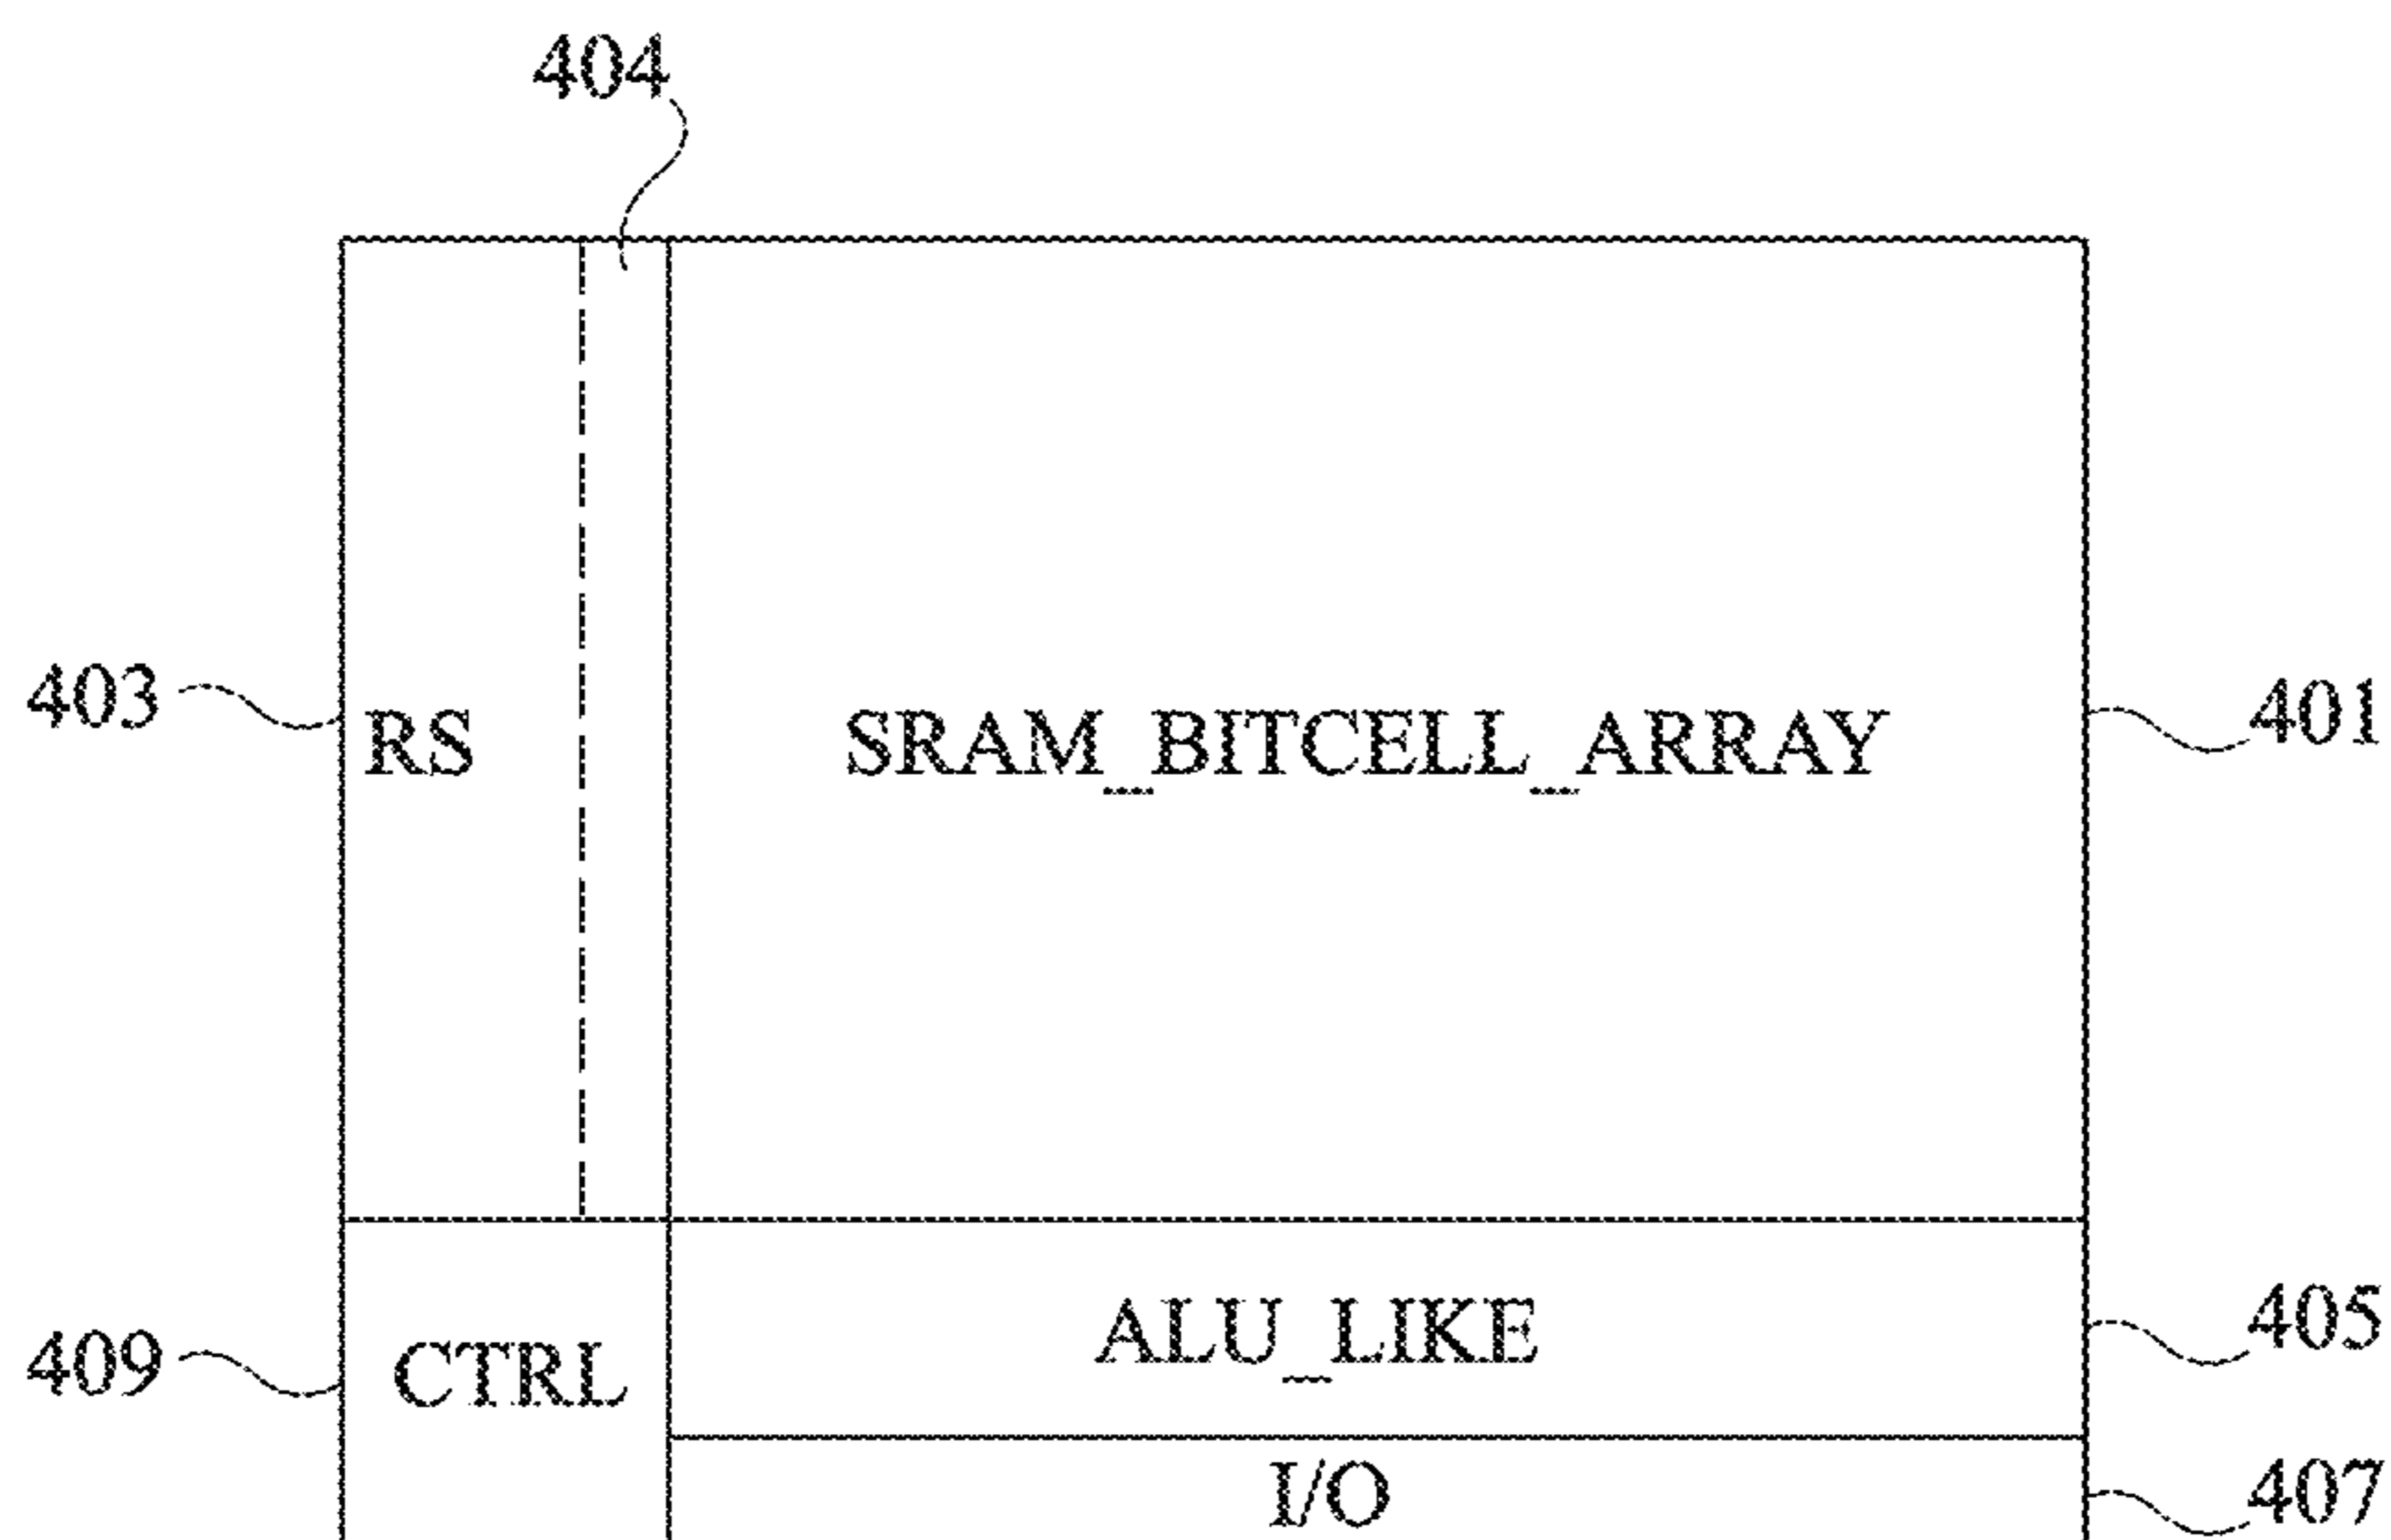 404
403
RS
SRAM_BITCELL_ARRAY
401
409
CTRL
ALU_LIKE
405
I/O
407